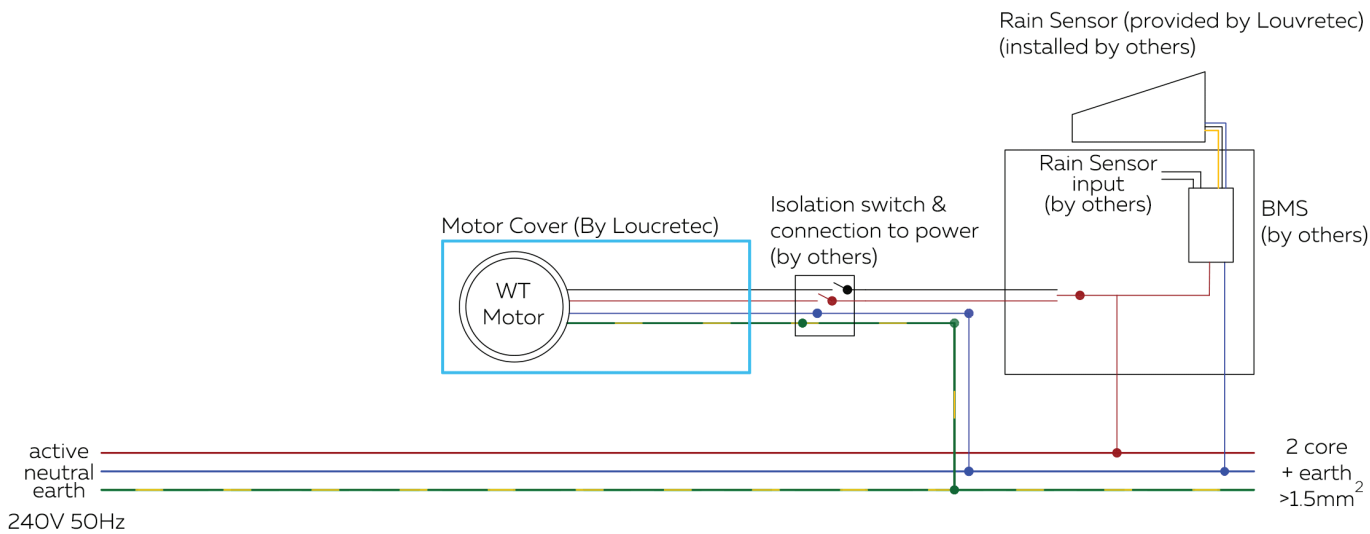 Rain Sensor (provided by Louvretec)
(installed by others)
Rain Sensor
input
(by others)
BMS
(by others)
Isolation switch &
connection to power
(by others)
Motor Cover (By Loucretec)
WT
Motor
active
neutral
earth
240V 50Hz
2 core
+ earth
>1.5mm²